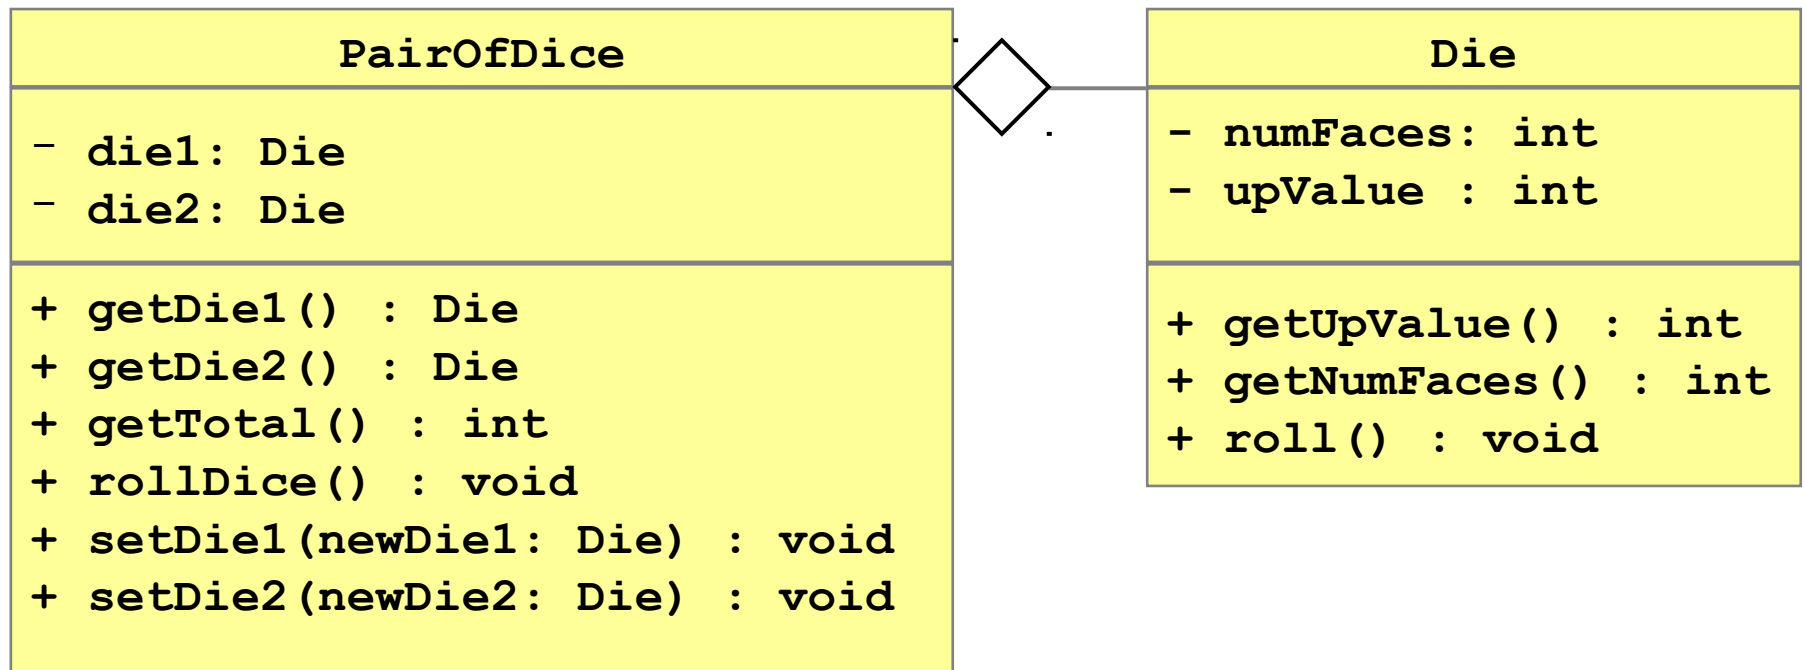 PairOfDice
- die1: Die
- die2: Die
+ getDie1() : Die
+ getDie2() : Die
+ getTotal() : int
+ rollDice() : void
+ setDie1(newDie1: Die) : void
+ setDie2(newDie2: Die) : void
Die
- numFaces: int
- upValue : int
+ getUpValue() : int
+ getNumFaces() : int
+ roll() : void